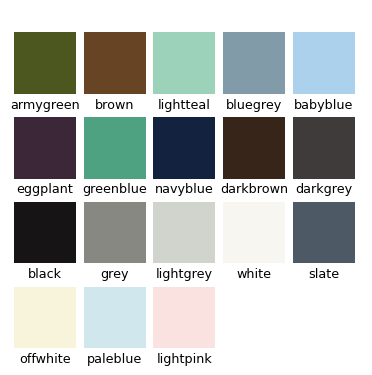 armygreen brown lightteal bluegrey babyblue
eggplant greenblue navyblue darkbrown darkgrey
black grey lightgrey white slate
offwhite paleblue lightpink